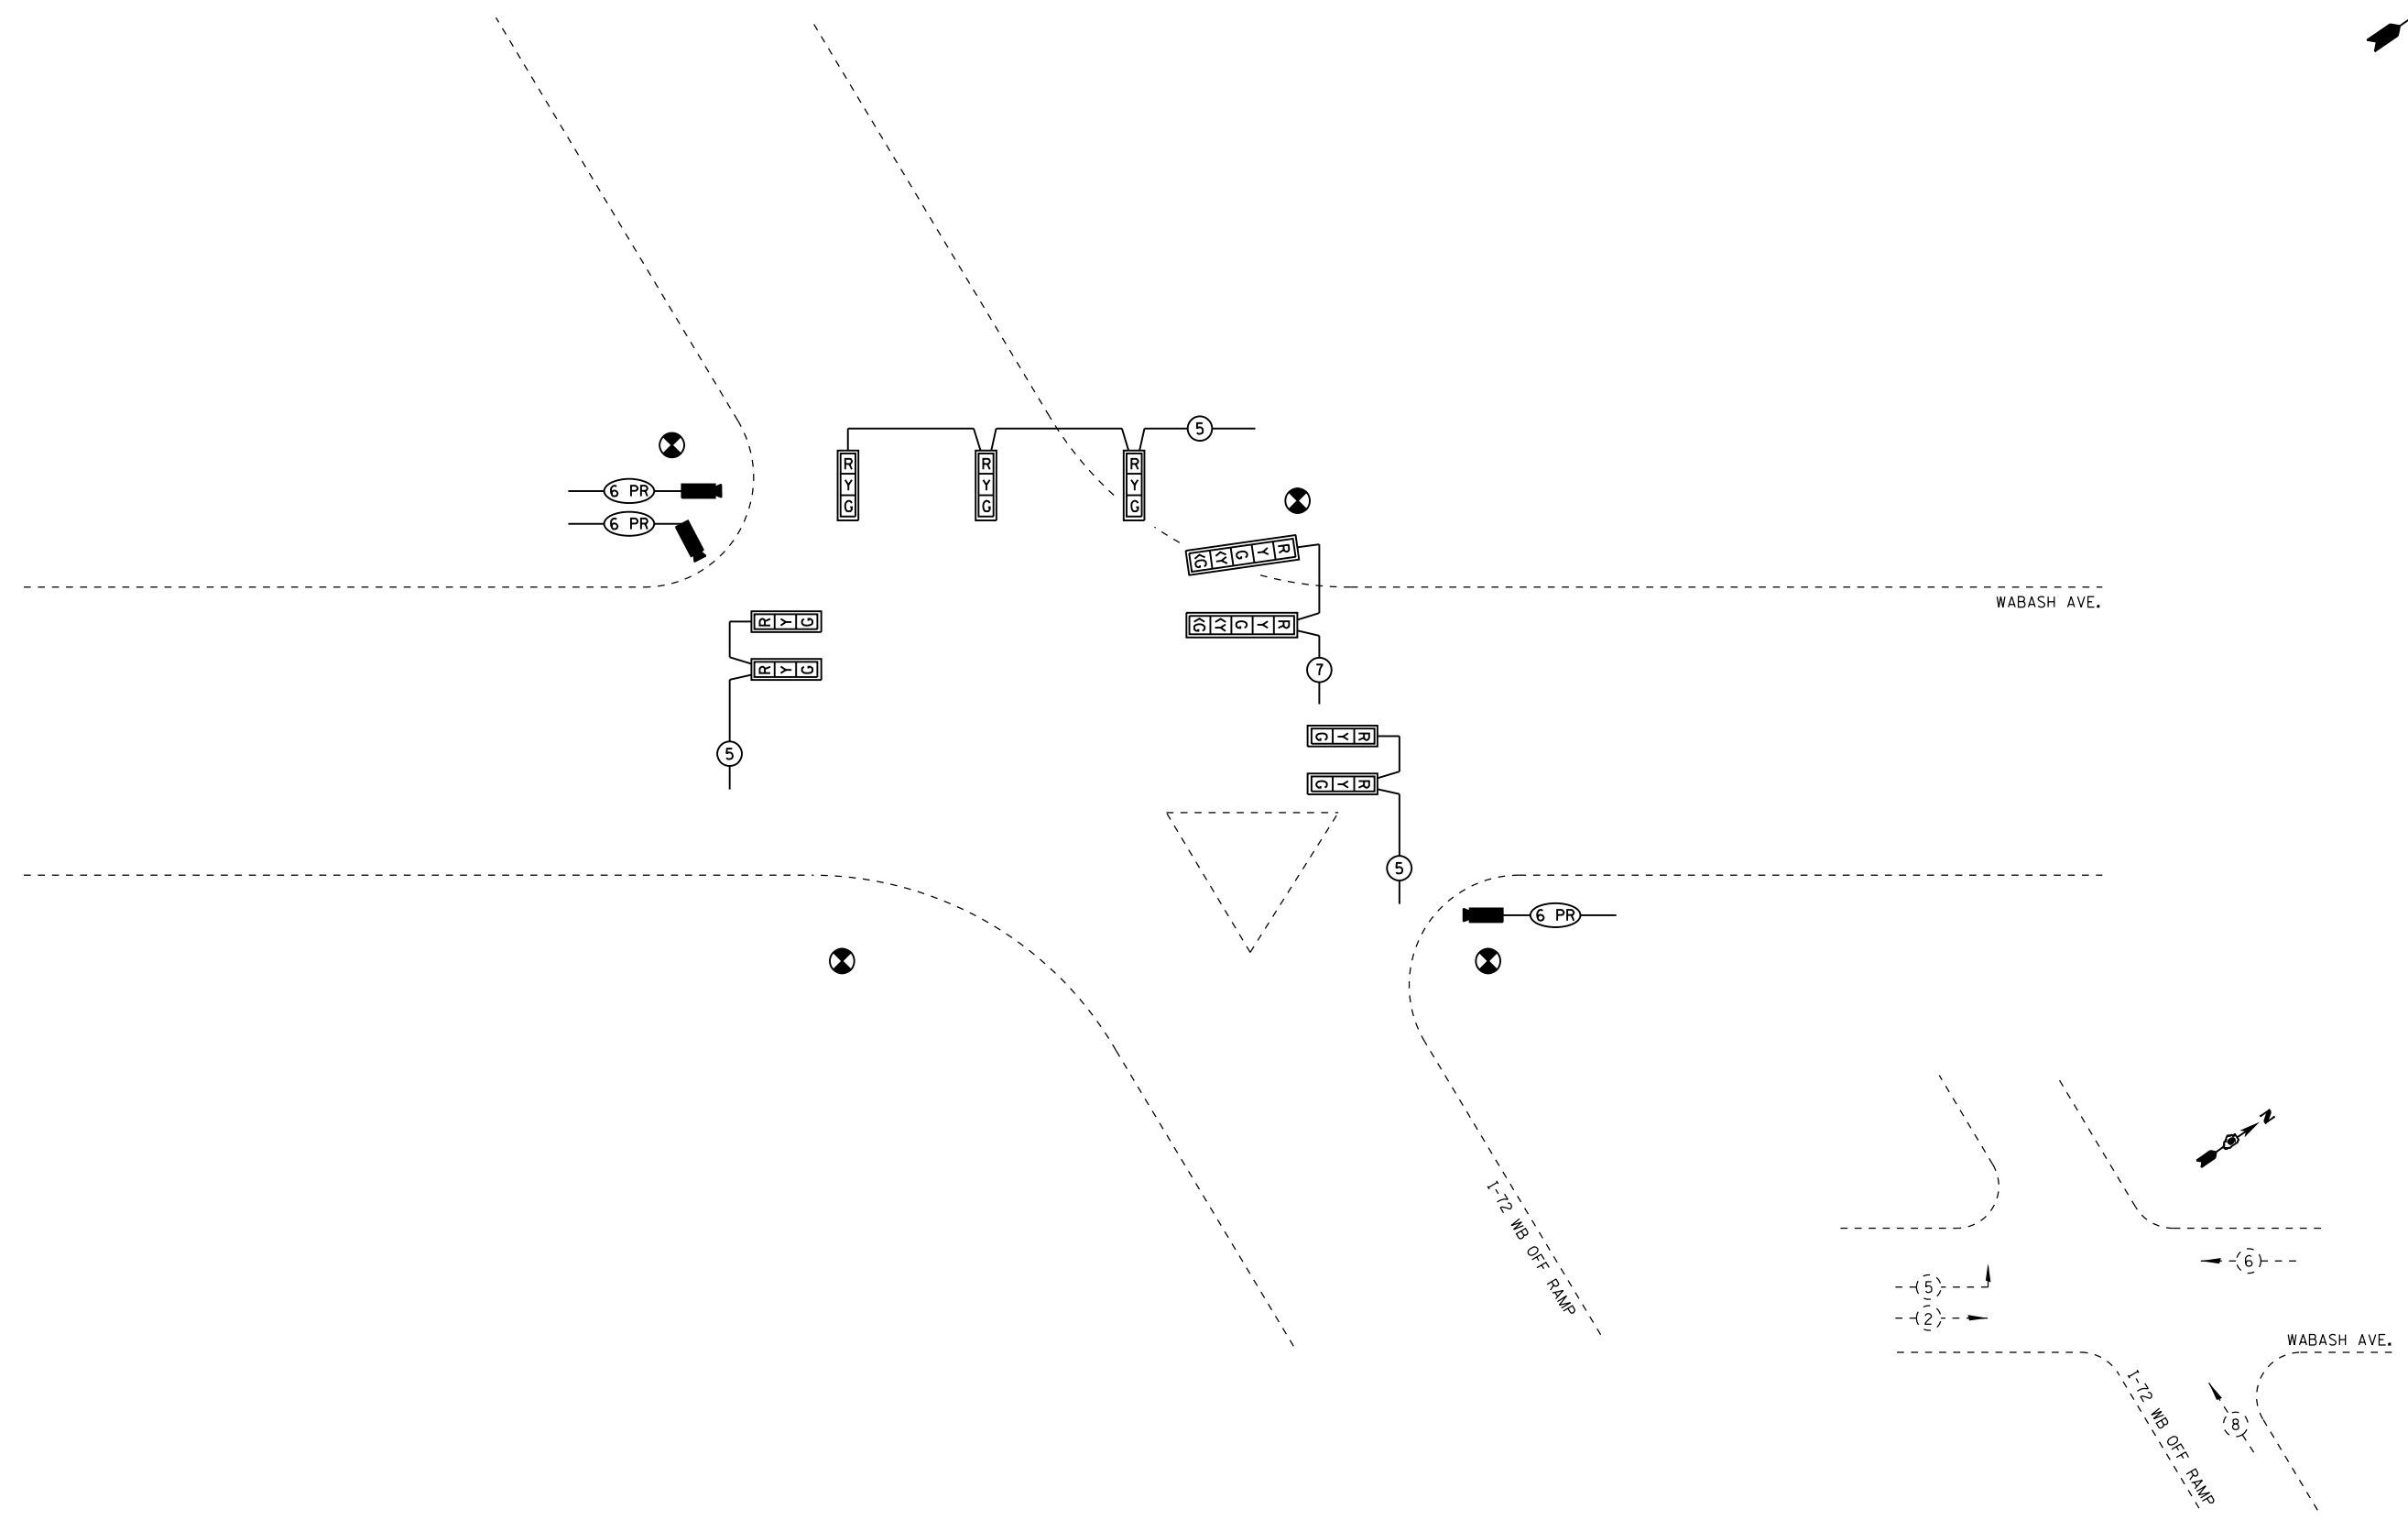 5
R
Y
G
R
Y
G
R
Y
G
6 PR
6 PR
<G <Y G Y R
<G <Y G Y R
WABASH AVE.
R Y G
R Y G
7
5
G Y R
G Y R
5
6 PR
N
I-72 WB OFF RAMP
6
5
2
WABASH AVE.
8
I-72 WB OFF RAMP